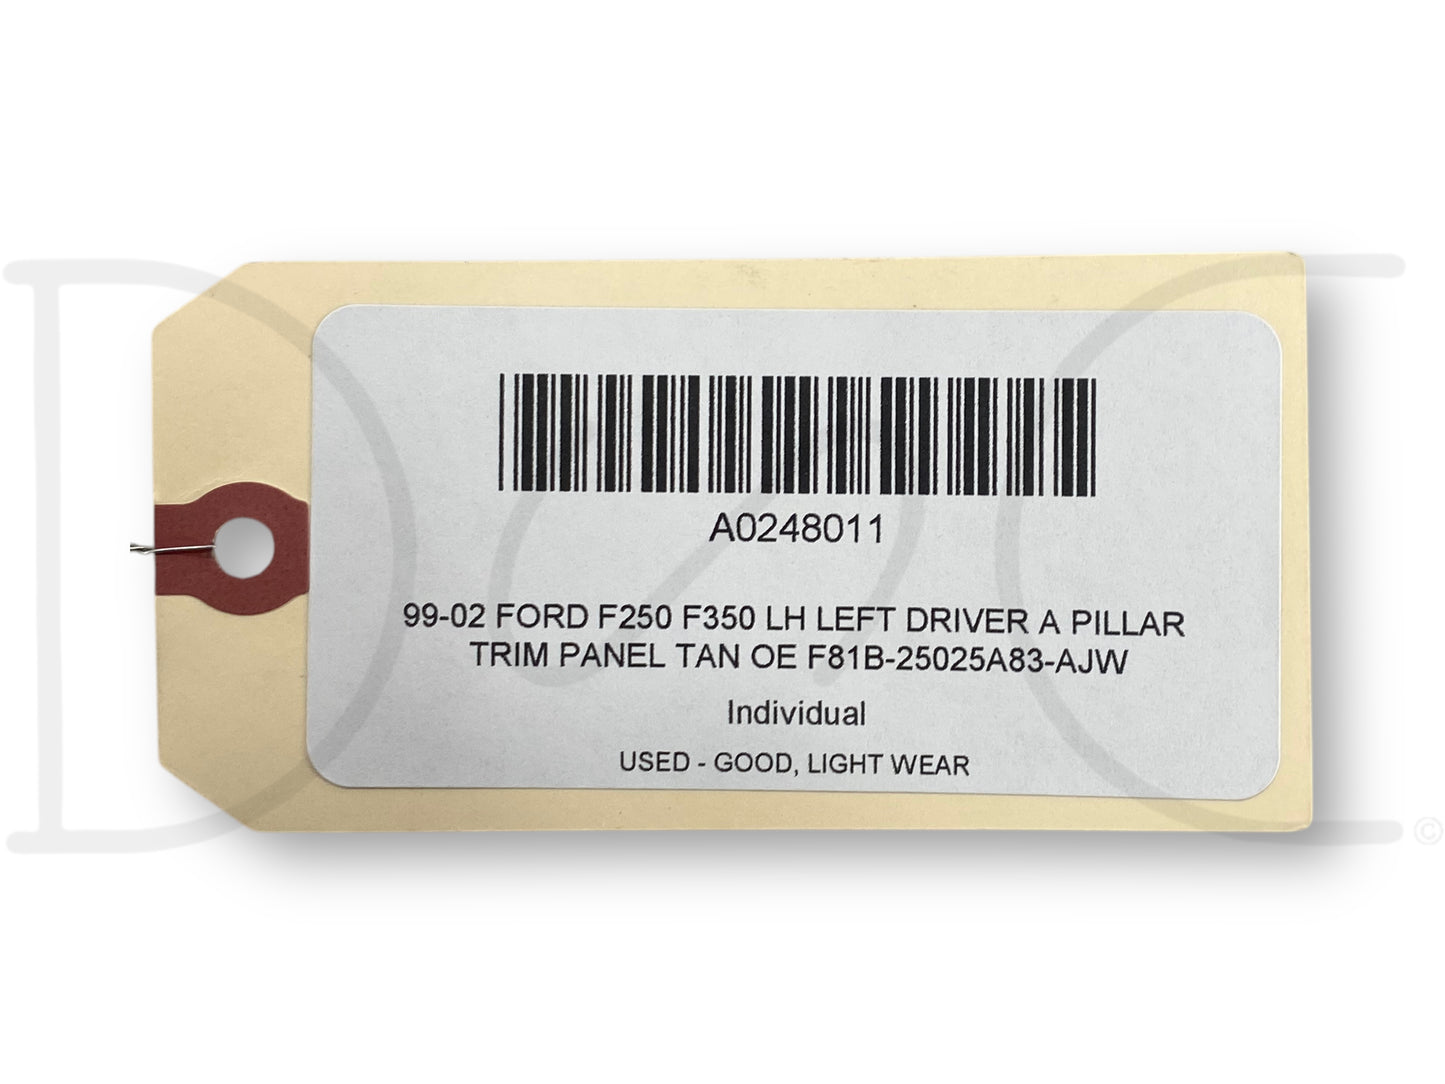 A0248011
99-02 FORD F250 F350 LH LEFT DRIVER A PILLAR
TRIM PANEL TAN OE F81B-25025A83-AJW
Individual
USED - GOOD, LIGHT WEAR
©